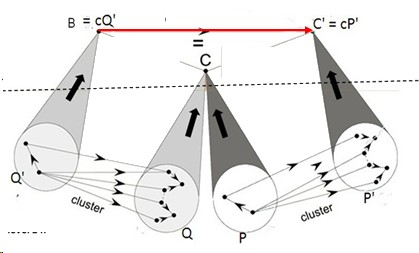 B = cQ'
C' = cP'
=
C
Q'
cluster
Q
P
cluster
P'